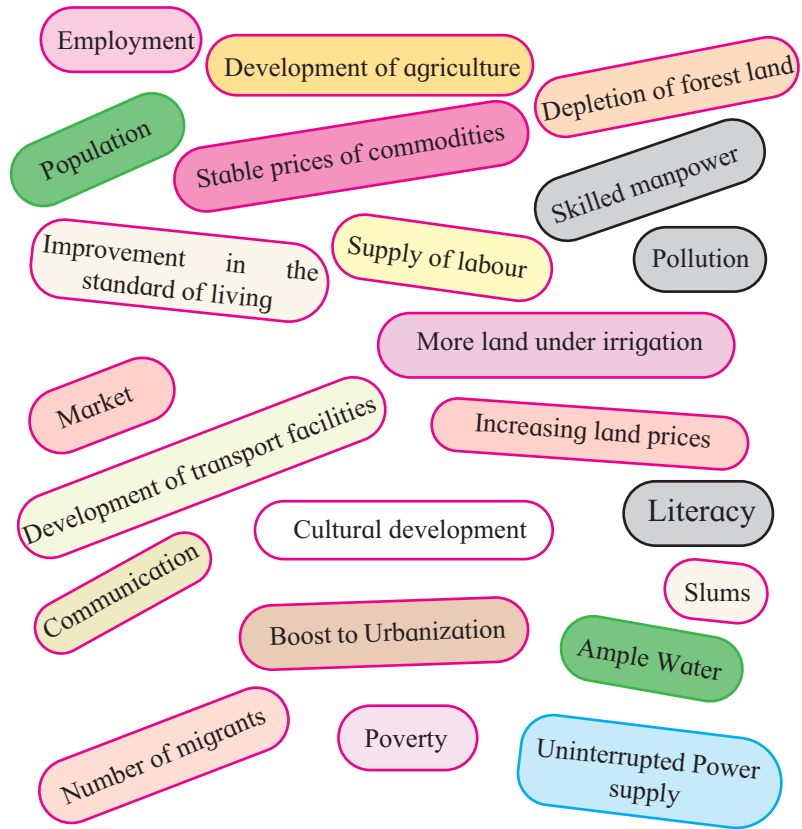 Employment
Development of agriculture
Depletion of forest land
Population
Stable prices of commodities
Skilled manpower
Improvement in the
standard of living
Supply of labour
Pollution
More land under irrigation
Market
Development of transport facilities
Increasing land prices
Cultural development
Literacy
Communication
Slums
Boost to Urbanization
Ample Water
Number of migrants
Poverty
Uninterrupted Power
supply